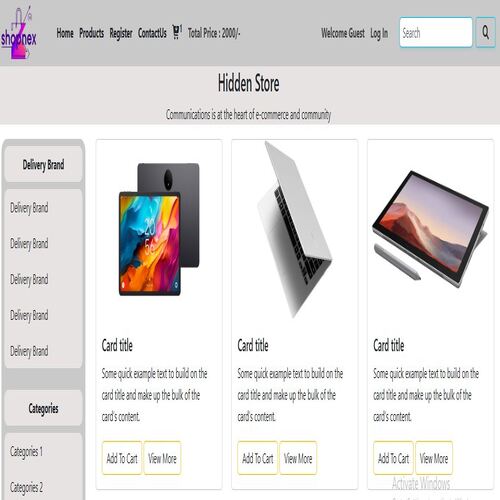 shopnex
Home Products Register ContactUs 1 Total Price : 2000/- Welcome Guest Log In Search
Hidden Store
Communications is at the heart of e-commerce and community
Delivery Brand
Delivery Brand
Delivery Brand
Delivery Brand
Delivery Brand
Delivery Brand
Categories
Categories 1
Categories 2
20
56
Card title
Some quick example text to build on the
card title and make up the bulk of the
card's content.
Add To Cart View More
Card title
Some quick example text to build on the
card title and make up the bulk of the
card's content.
Add To Cart View More
Card title
Some quick example text to build on the
card title and make up the bulk of the
card's content.
Add To Cart View More
Activate Windows